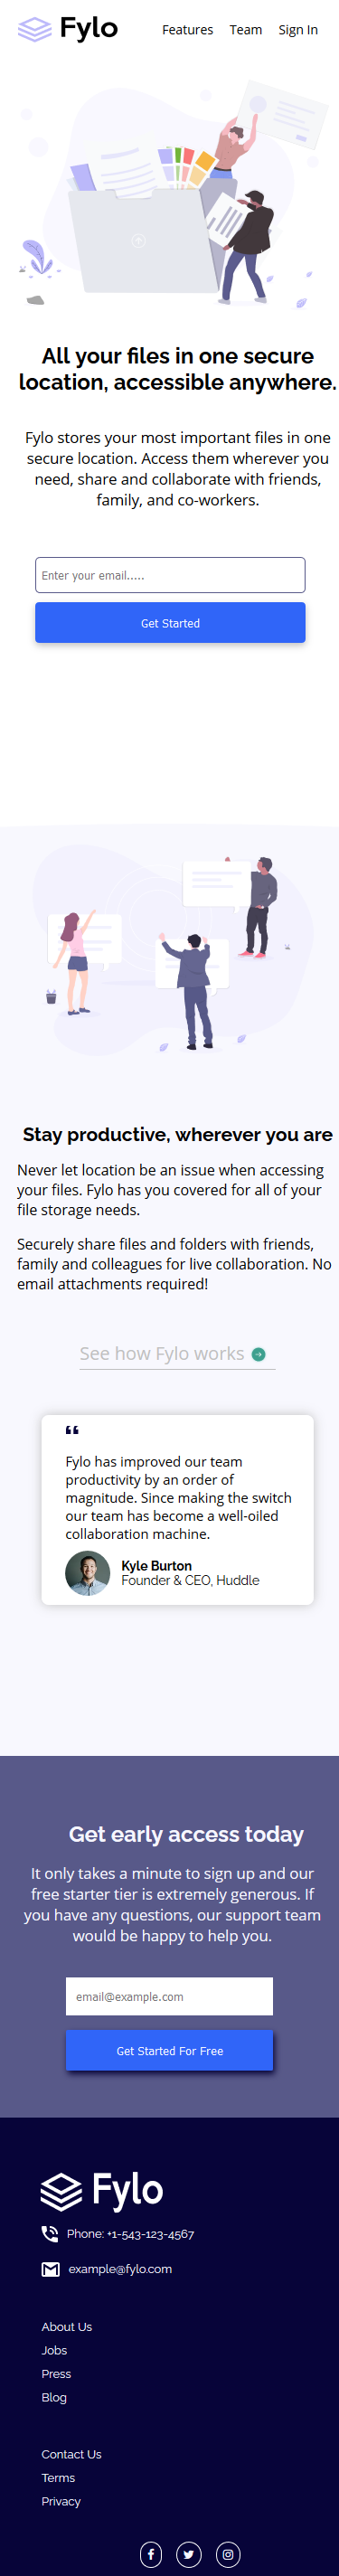 Fylo
Features Team Sign In
All your files in one secure
location, accessible anywhere.
Fylo stores your most important files in one
secure location. Access them wherever you
need, share and collaborate with friends,
family, and co-workers.
Enter your email.....
Get Started
Stay productive, wherever you are
Never let location be an issue when accessing
your files. Fylo has you covered for all of your
file storage needs.
Securely share files and folders with friends,
family and colleagues for live collaboration. No
email attachments required!
See how Fylo works
Fylo has improved our team
productivity by an order of
magnitude. Since making the switch
our team has become a well-oiled
collaboration machine.
Kyle Burton
Founder & CEO, Huddle
Get early access today
It only takes a minute to sign up and our
free starter tier is extremely generous. If
you have any questions, our support team
would be happy to help you.
email@example.com
Get Started For Free
Fylo
Phone: +1-543-123-4567
example@fylo.com
About Us
Jobs
Press
Blog
Contact Us
Terms
Privacy